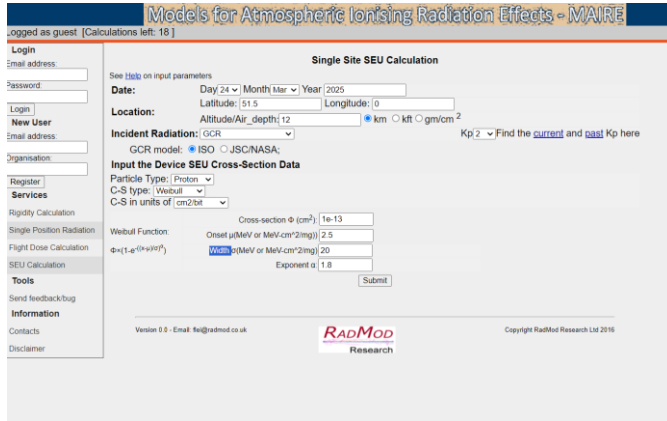 Models for Atmospheric Ionising Radiation Effects - MAIRE
Logged as guest [Calculations left: 18 ]
Login
Email address:
Password:
Login
New User
Email address:
Organisation:
Register
Services
Rigidity Calculation
Single Position Radiation
Flight Dose Calculation
SEU Calculation
Tools
Send feedback/bug
Information
Contacts
Disclaimer
Single Site SEU Calculation
See Help on input parameters
Date: Day 24 Month Mar Year 2025
Location: Latitude: 51.5 Longitude: 0
Altitude/Air_depth: 12 km kft gm/cm 2
Incident Radiation: GCR Kp 2 Find the current and past Kp here
GCR model: ISO JSC/NASA;
Input the Device SEU Cross-Section Data
Particle Type: Proton
C-S type: Weibull
C-S in units of cm2/bit
Weibull Function:
Φ×(1-e-((x-μ)/σ)α)
Cross-section Φ (cm2): 1e-13
Onset μ(MeV or MeV-cm^2/mg)) 2.5
Width σ(MeV or MeV-cm^2/mg) 20
Exponent α: 1.8
Submit
Version 0.0 - Email: flei@radmod.co.uk
RADMOD
Research
Copyright RadMod Research Ltd 2016